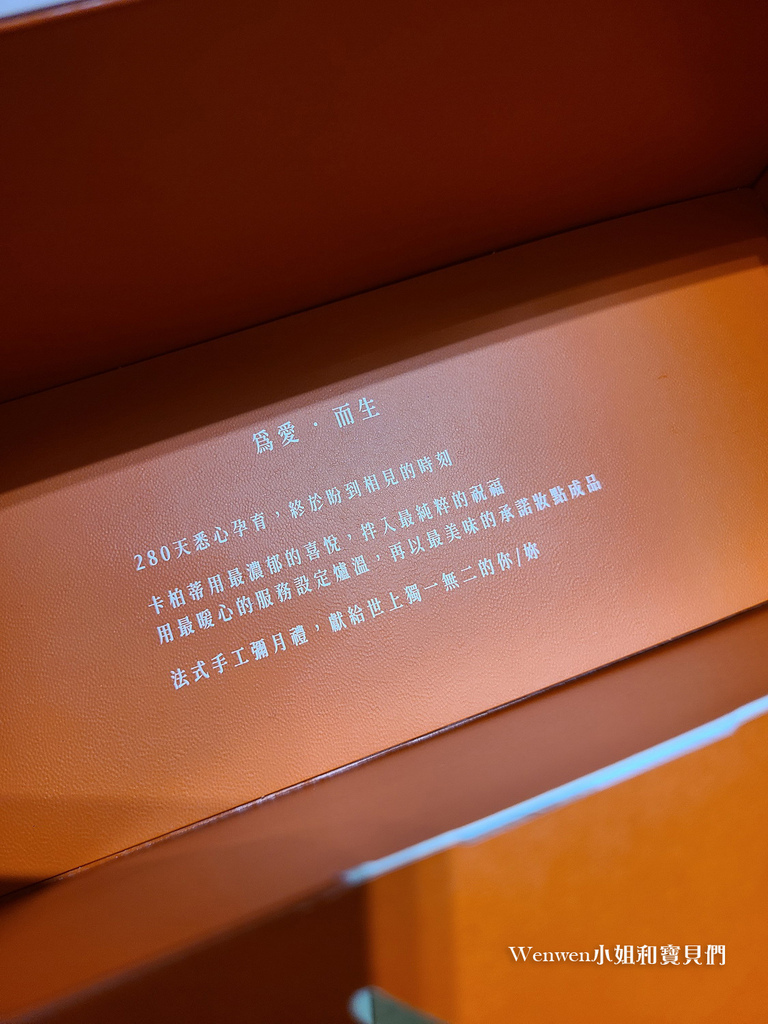 為愛・而生
280天悉心孕育，終於盼到相見的時刻
卡柏蒂用最濃郁的喜悅，拌入最純粹的祝福
用最暖心的服務設定爐溫，再以最美味的承諾妝點成品
法式手工彌月禮，獻給世上獨一無二的你/妳
Wenwen小姐和寶貝們